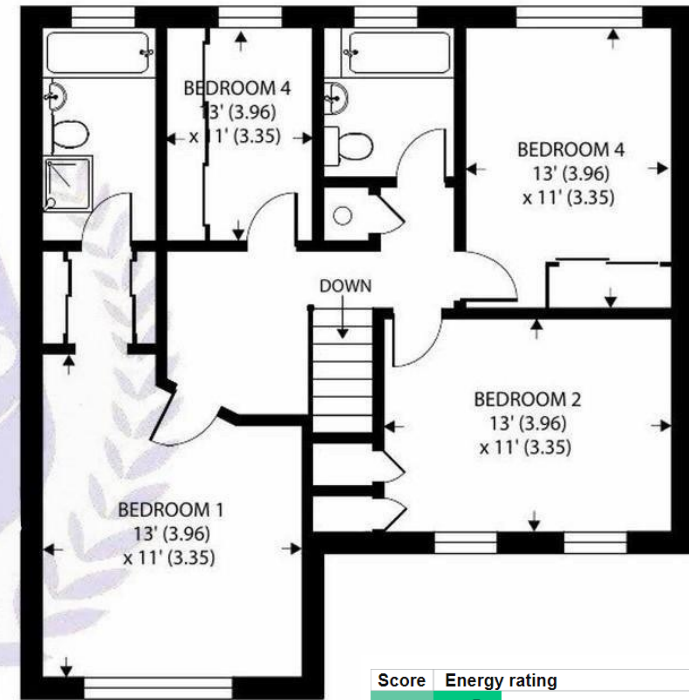 BEDROOM 4
13' (3.96)
x 11' (3.35)
BEDROOM 4
13' (3.96)
x 11' (3.35)
DOWN
BEDROOM 2
13' (3.96)
x 11' (3.35)
BEDROOM 1
13' (3.96)
x 11' (3.35)
Score Energy rating